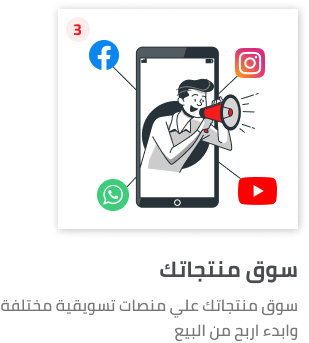 3
سوق منتجاتك
سوق منتجاتك علي منصات تسويقية مختلفة
وابدء اربح من البيع